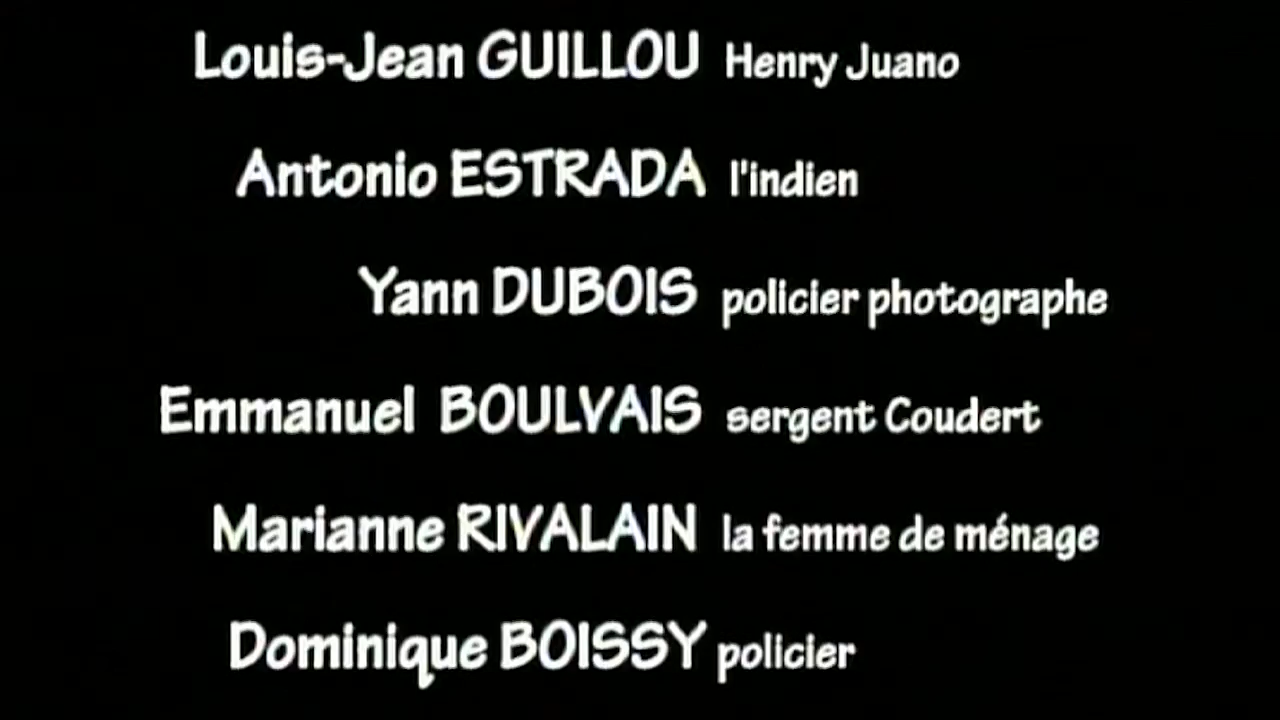 Louis-Jean GUILLOU Henry Juano
Antonio ESTRADA l'indien
Yann DUBOIS policier photographe
Emmanuel BOULVAIS sergent Coudert
Marianne RIVALAIN la femme de ménage
Dominique BOISSY policier